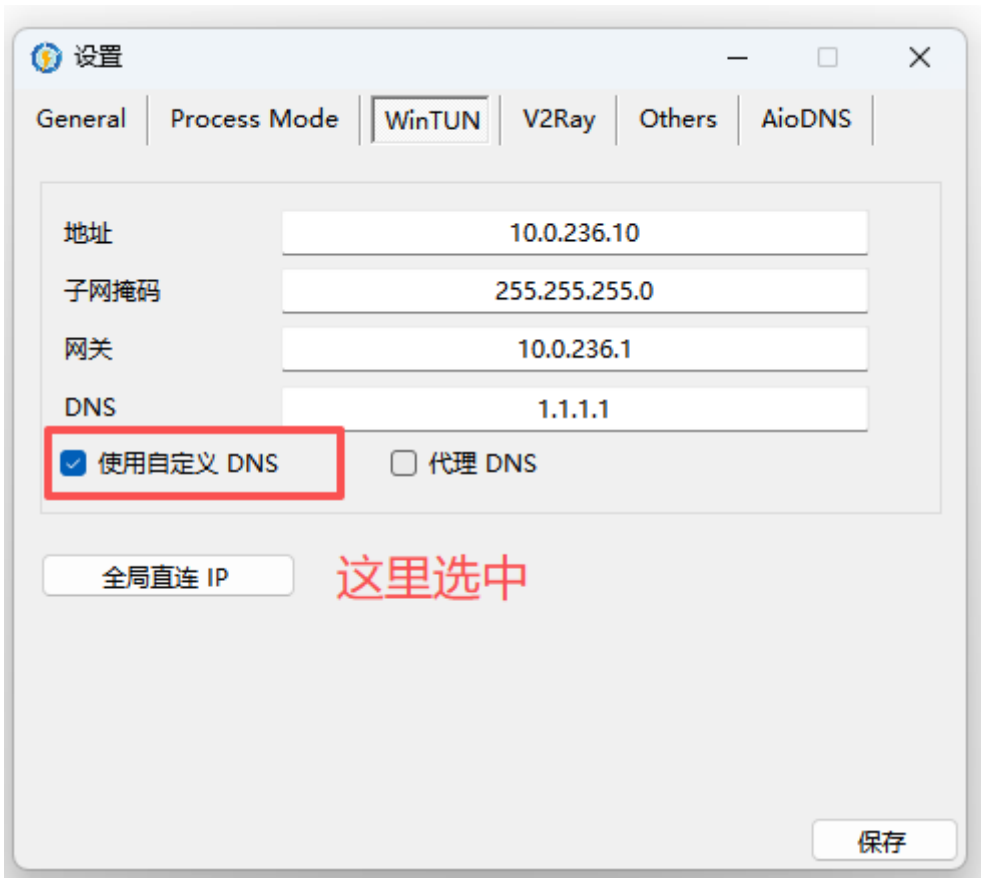 设置
General Process Mode WinTUN V2Ray Others AioDNS
地址 10.0.236.10
子网掩码 255.255.255.0
网关 10.0.236.1
DNS 1.1.1.1
使用自定义 DNS 代理 DNS
全局直连 IP 这里选中
保存